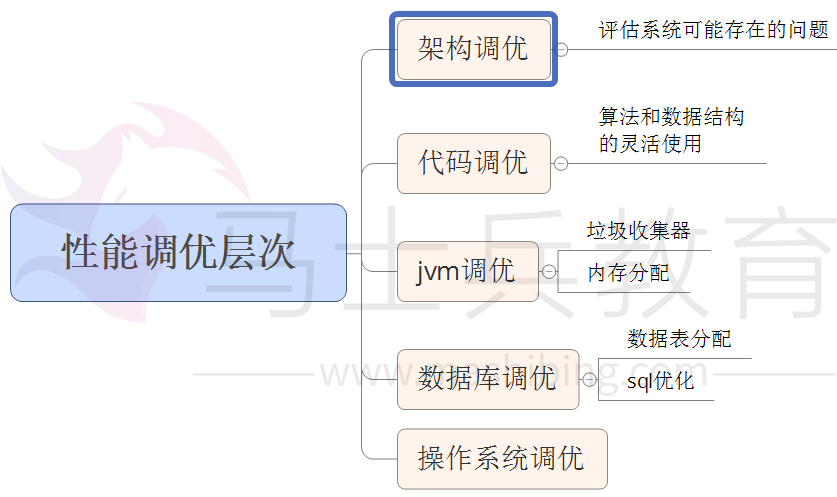 性能调优层次
架构调优
评估系统可能存在的问题
代码调优
算法和数据结构
的灵活使用
jvm调优
垃圾收集器
内存分配
数据库调优
数据表分配
sql优化
操作系统调优
马士兵教育
www.mashibing.com